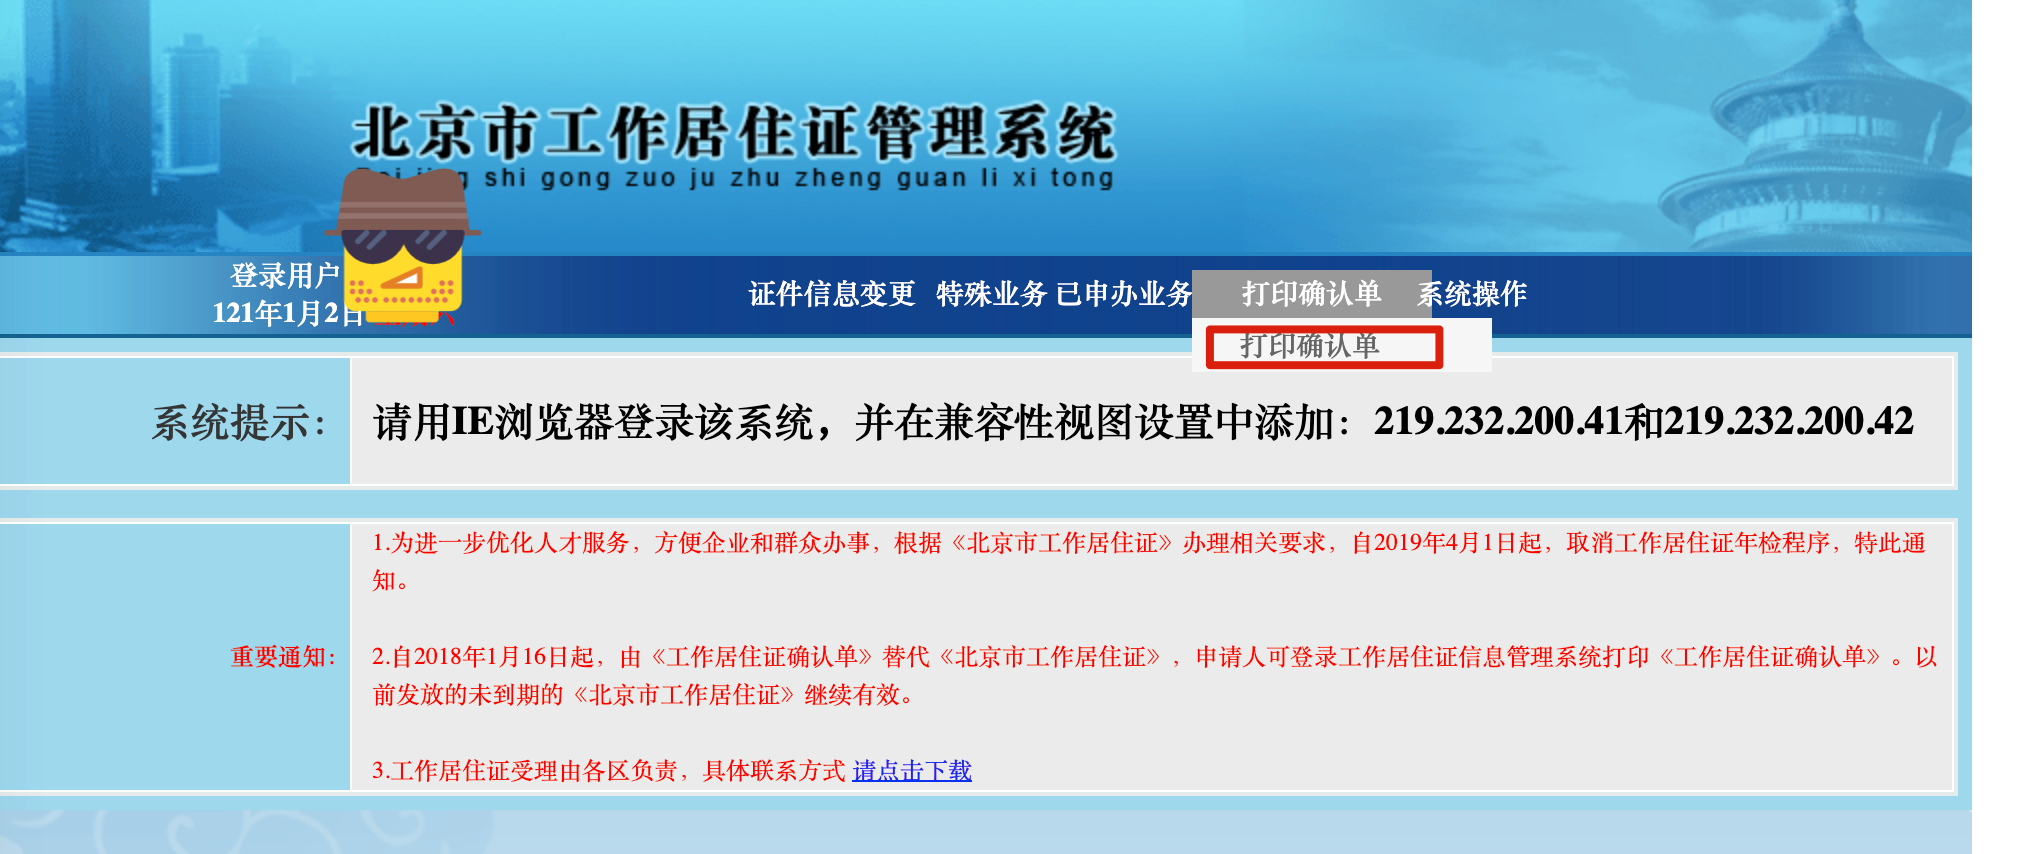 北京市工作居住证管理系统
shi gong zuo ju zhu zheng guan li xi tong
登录用户
121年1月2日
证件信息变更 特殊业务 已申办业务 打印确认单 系统操作
打印确认单
系统提示： 请用IE浏览器登录该系统，并在兼容性视图设置中添加：219.232.200.41和219.232.200.42
1.为进一步优化人才服务，方便企业和群众办事，根据《北京市工作居住证》办理相关要求，自2019年4月1日起，取消工作居住证年检程序，特此通
知。
重要通知： 2.自2018年1月16日起，由《工作居住证确认单》替代《北京市工作居住证》，申请人可登录工作居住证信息管理系统打印《工作居住证确认单》。以
前发放的未到期的《北京市工作居住证》继续有效。
3.工作居住证受理由各区负责，具体联系方式 请点击下载